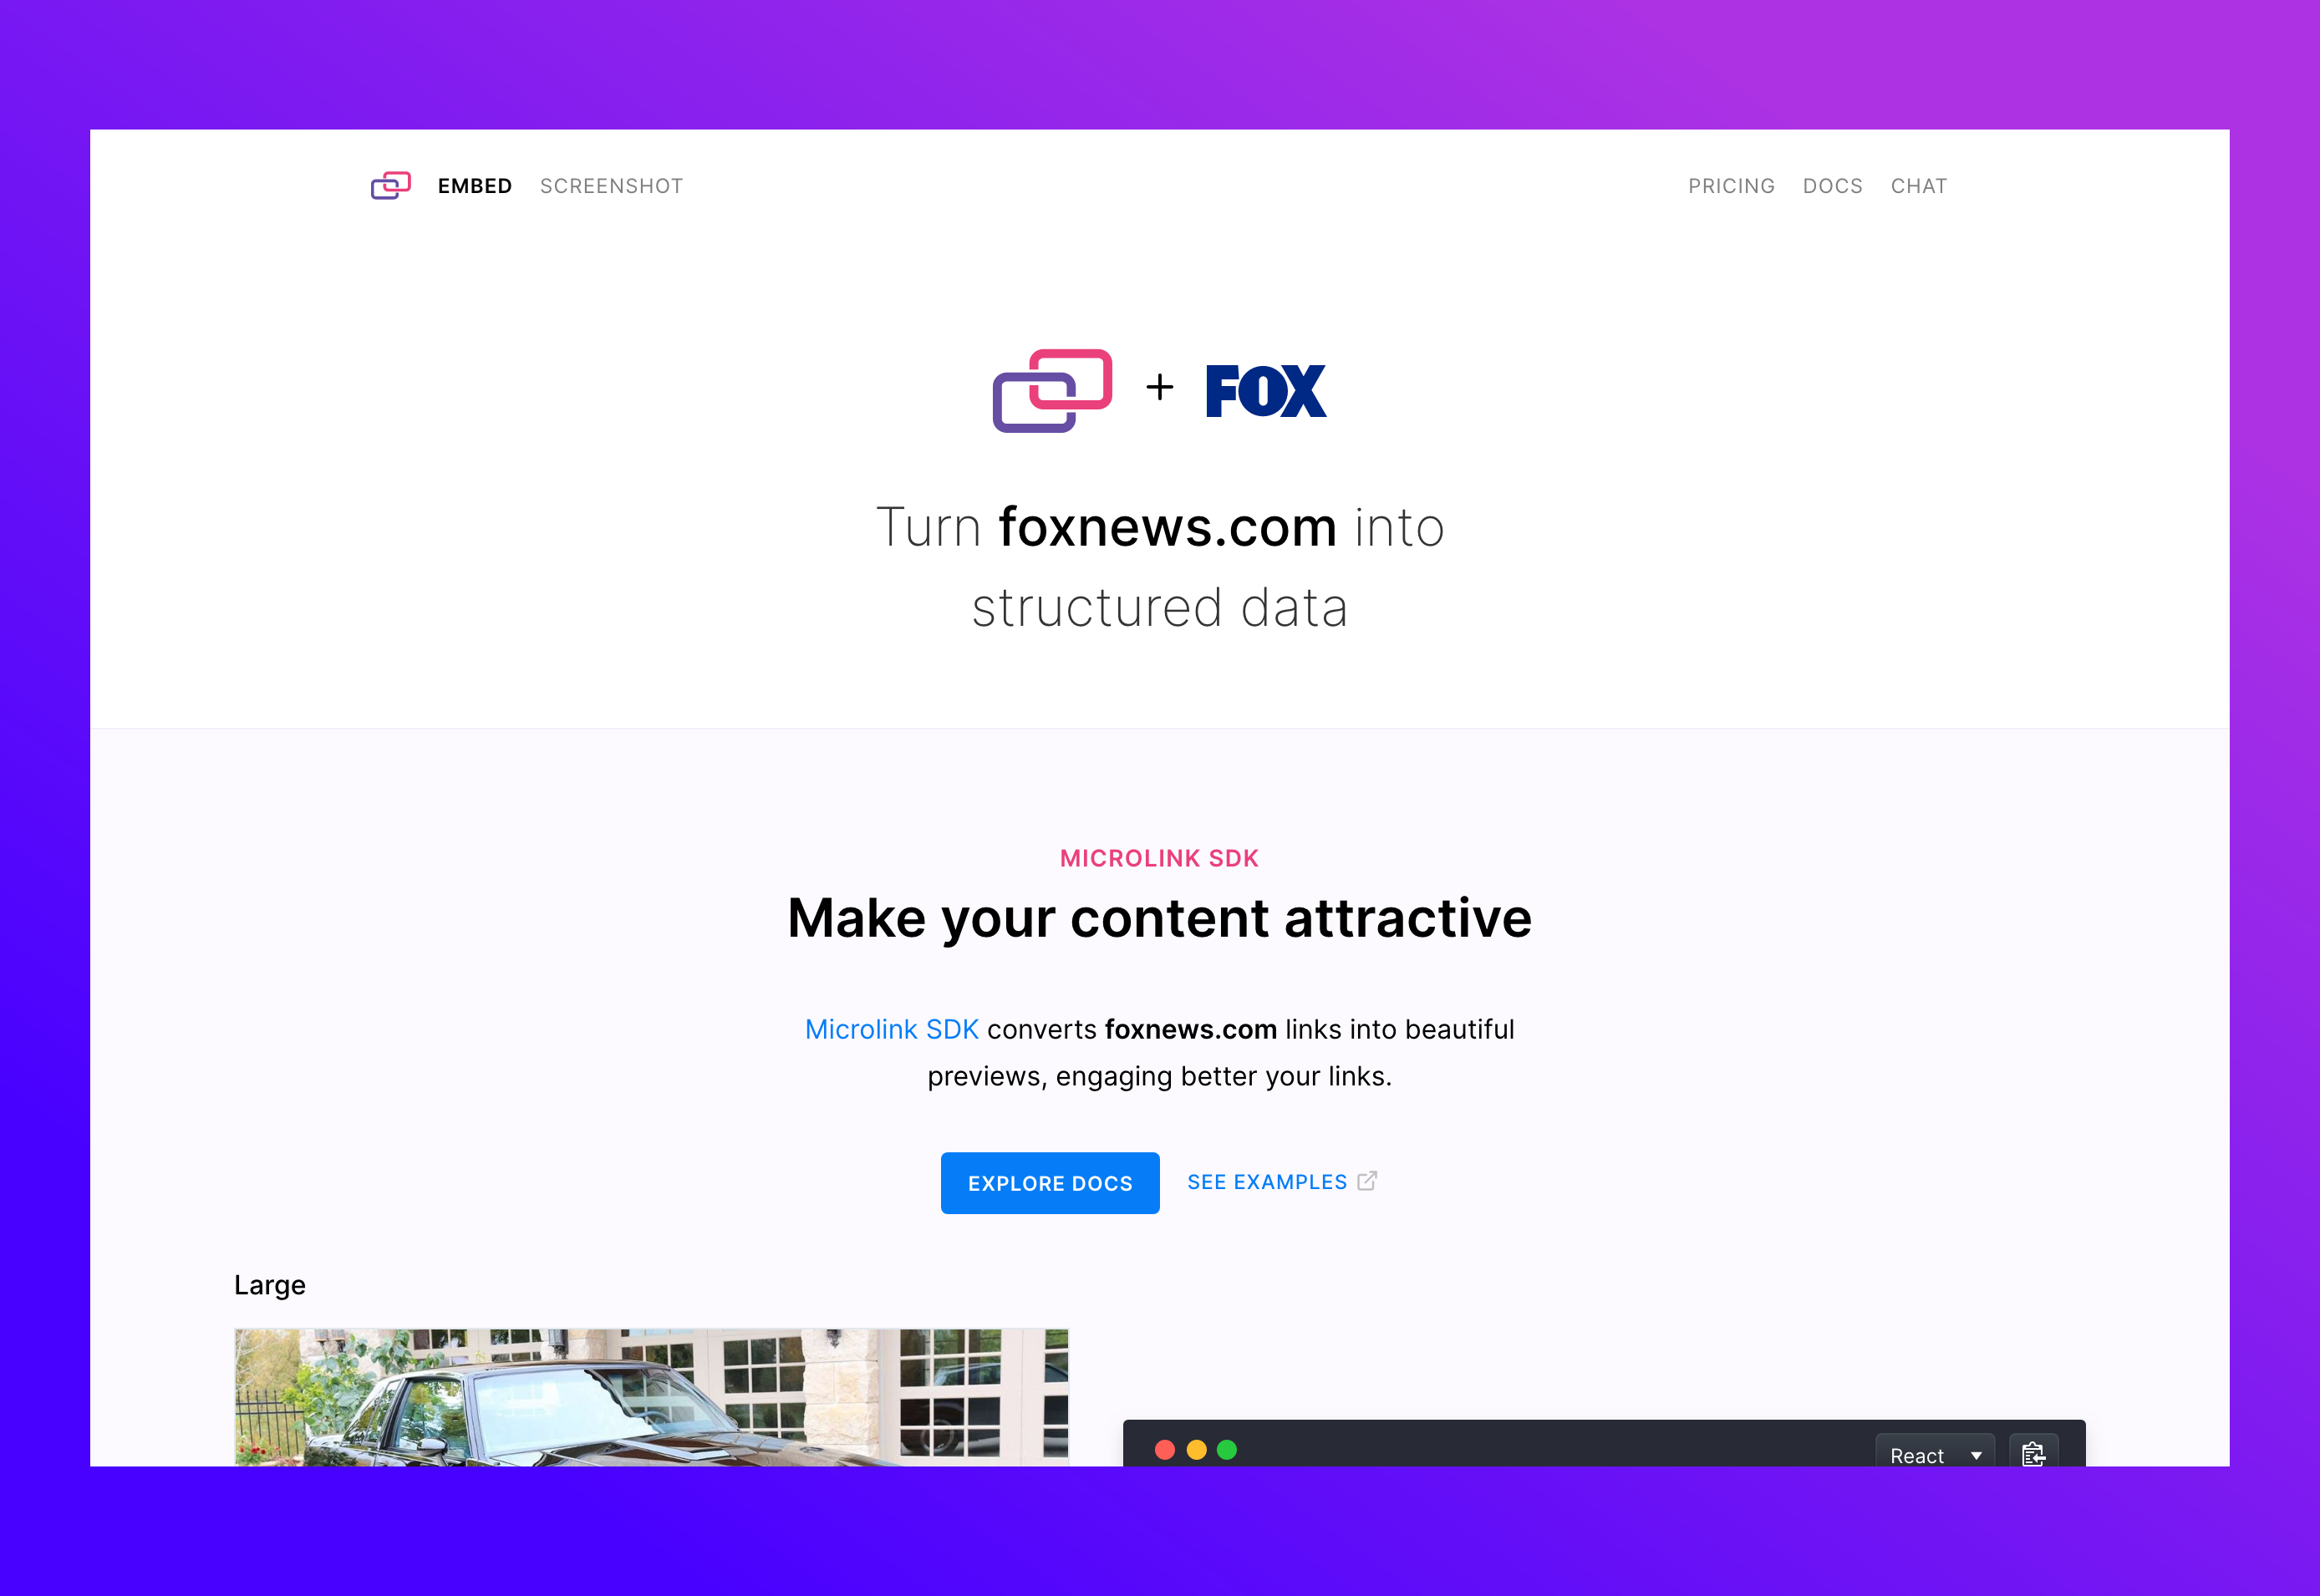 EMBED SCREENSHOT PRICING DOCS CHAT
+ FOX
Turn foxnews.com into
structured data
MICROLINK SDK
Make your content attractive
Microlink SDK converts foxnews.com links into beautiful
previews, engaging better your links.
EXPLORE DOCS SEE EXAMPLES
Large
React